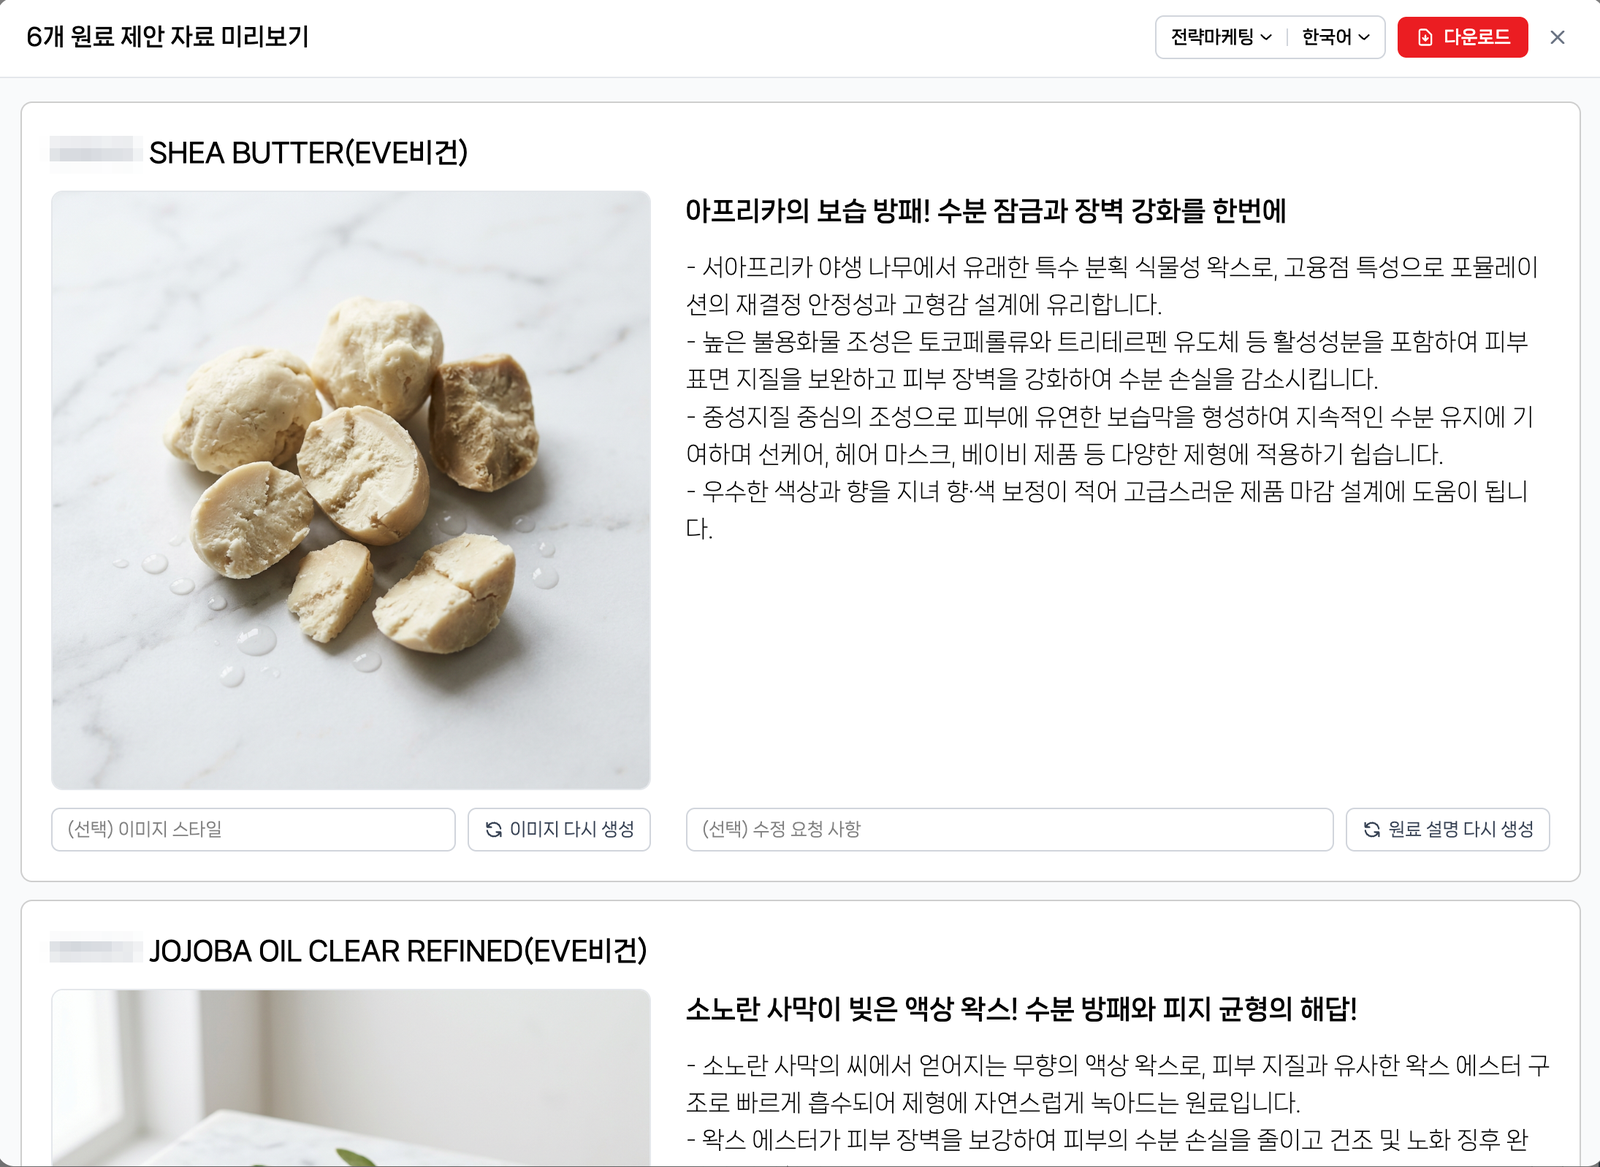 6개 원료 제안 자료 미리보기
전략마케팅
한국어
다운로드
SHEA BUTTER(EVE비건)
아프리카의 보습 방패! 수분 잠금과 장벽 강화를 한번에
- 서아프리카 야생 나무에서 유래한 특수 분획 식물성 왁스로, 고융점 특성으로 포뮬레이
션의 재결정 안정성과 고형감 설계에 유리합니다.
- 높은 불용화물 조성은 토코페롤류와 트리테르펜 유도체 등 활성성분을 포함하여 피부
표면 지질을 보완하고 피부 장벽을 강화하여 수분 손실을 감소시킵니다.
- 중성지질 중심의 조성으로 피부에 유연한 보습막을 형성하여 지속적인 수분 유지에 기
여하며 선케어, 헤어 마스크, 베이비 제품 등 다양한 제형에 적용하기 쉽습니다.
- 우수한 색상과 향을 지녀 향·색 보정이 적어 고급스러운 제품 마감 설계에 도움이 됩니
다.
(선택) 이미지 스타일
이미지 다시 생성
(선택) 수정 요청 사항
원료 설명 다시 생성
JOJOBA OIL CLEAR REFINED(EVE비건)
소노란 사막이 빚은 액상 왁스! 수분 방패와 피지 균형의 해답!
- 소노란 사막의 씨에서 얻어지는 무향의 액상 왁스로, 피부 지질과 유사한 왁스 에스터 구
조로 빠르게 흡수되어 제형에 자연스럽게 녹아드는 원료입니다.
- 왁스 에스터가 피부 장벽을 보강하여 피부의 수분 손실을 줄이고 건조 및 노화 징후 완